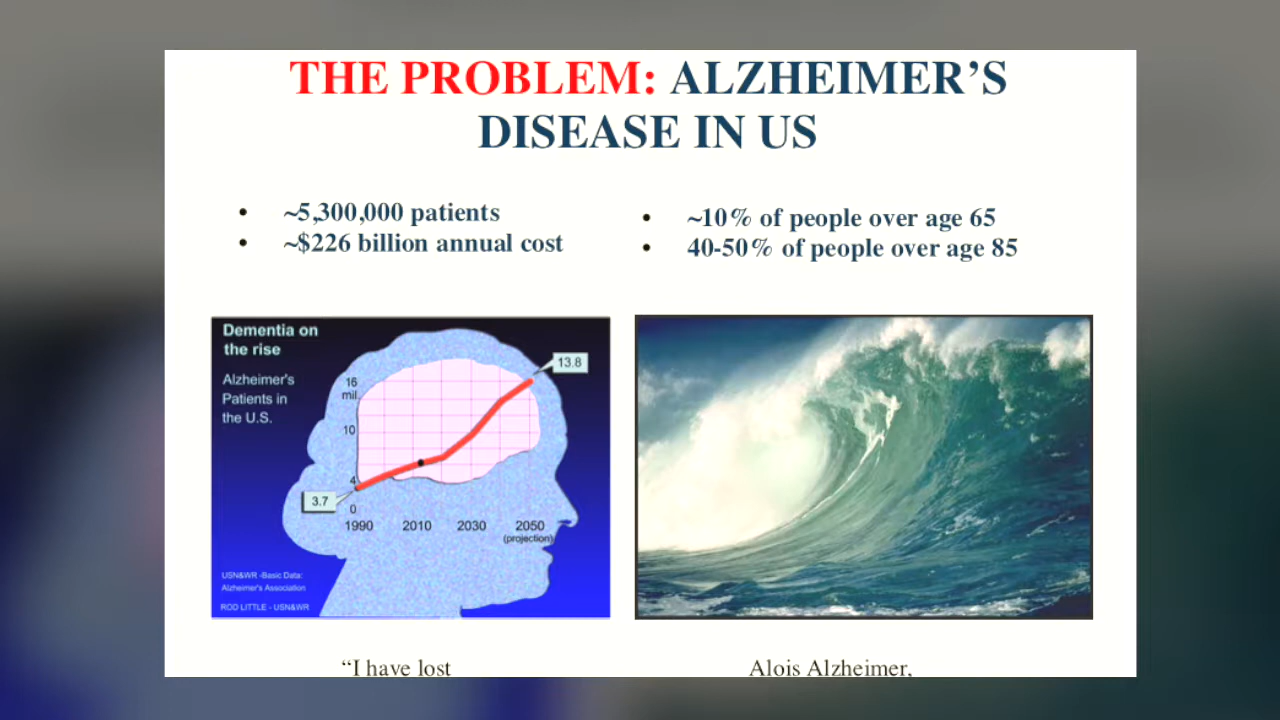 THE PROBLEM: ALZHEIMER’S
DISEASE IN US
• ~5,300,000 patients
• ~$226 billion annual cost
• ~10% of people over age 65
• 40-50% of people over age 85
Dementia on
the rise
Alzheimer's
Patients in
the U.S.
16
mil.
10
4
0
3.7
13.8
1990 2010 2030 2050
(projection)
USN&WR -Basic Data:
Alzheimer's Association
ROD LITTLE - USN&WR
“I have lost
Alois Alzheimer,